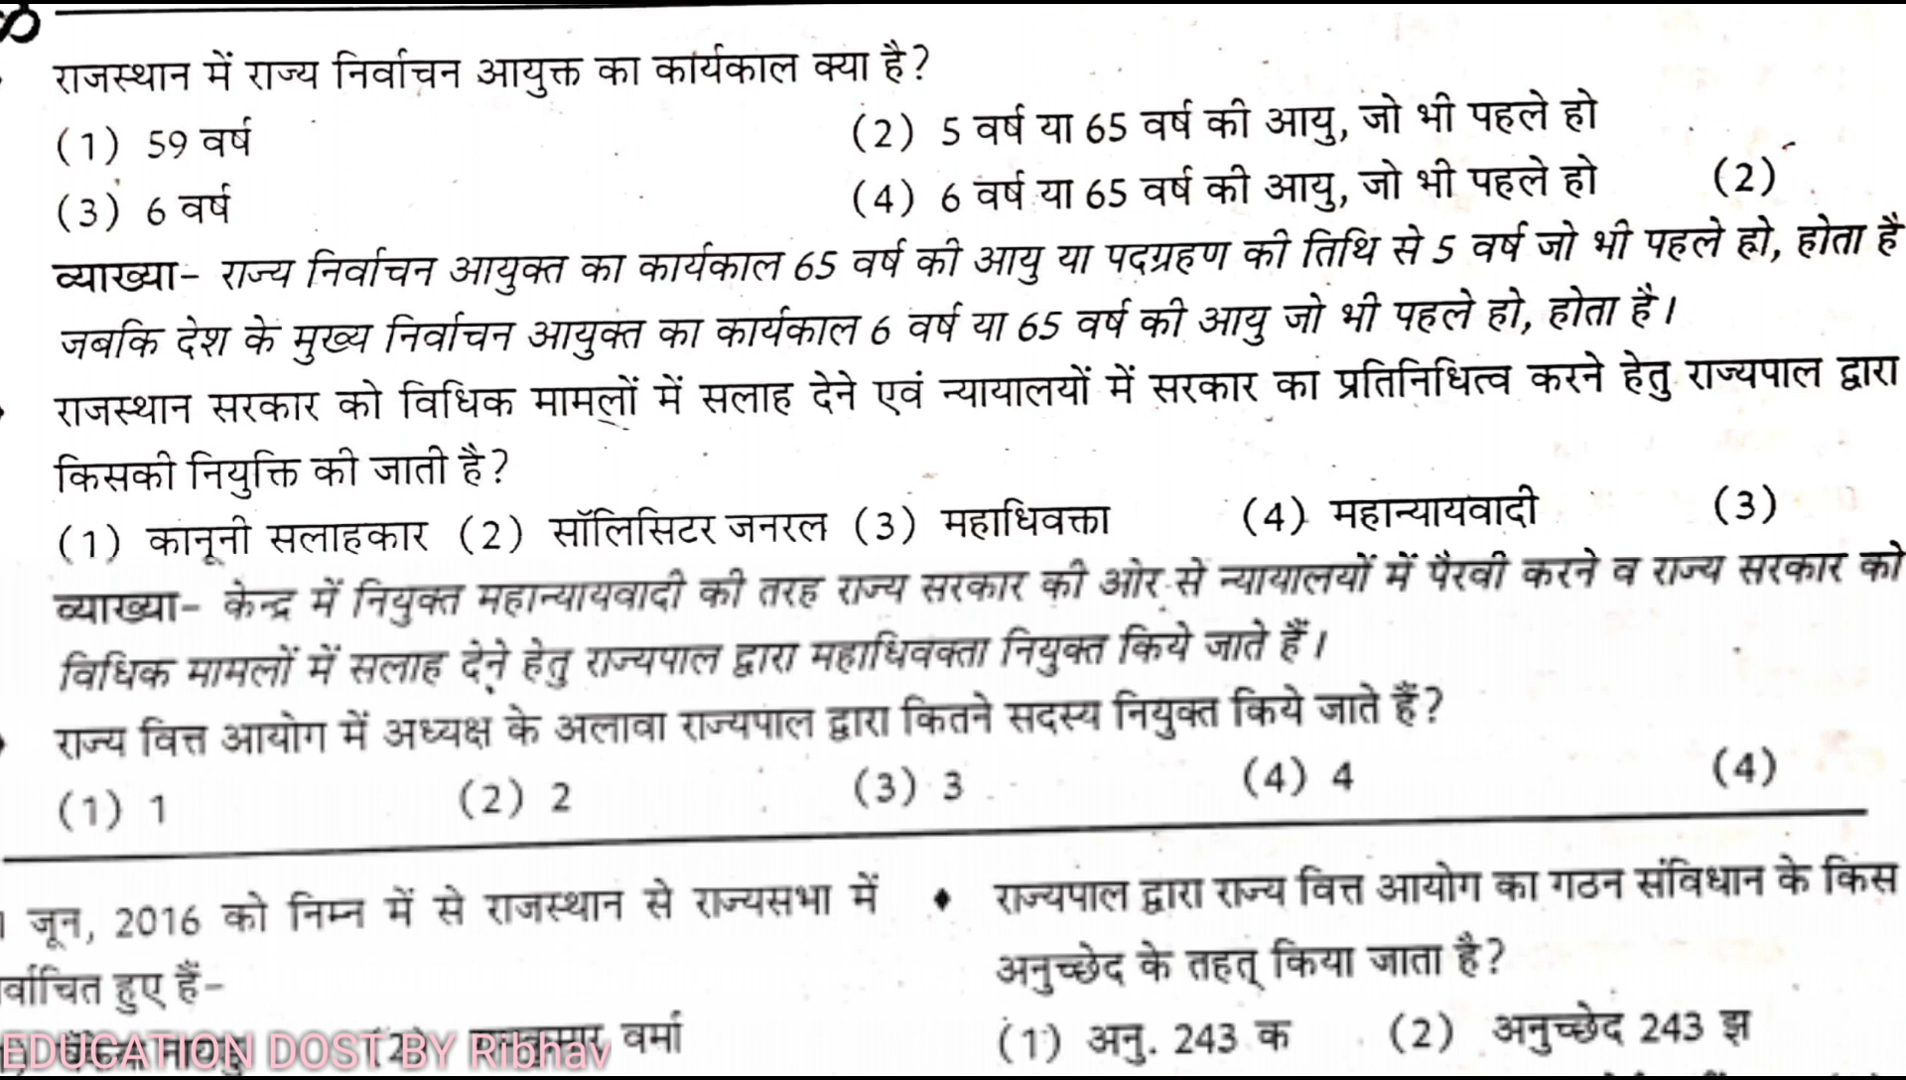 राजस्थान में राज्य निर्वाचन आयुक्त का कार्यकाल क्या है?
(1) 59 वर्ष (2) 5 वर्ष या 65 वर्ष की आयु, जो भी पहले हो
(3) 6 वर्ष (4) 6 वर्ष या 65 वर्ष की आयु, जो भी पहले हो (2)
व्याख्या- राज्य निर्वाचन आयुक्त का कार्यकाल 65 वर्ष की आयु या पदग्रहण की तिथि से 5 वर्ष जो भी पहले हो, होता है
जबकि देश के मुख्य निर्वाचन आयुक्त का कार्यकाल 6 वर्ष या 65 वर्ष की आयु जो भी पहले हो, होता है।
राजस्थान सरकार को विधिक मामलों में सलाह देने एवं न्यायालयों में सरकार का प्रतिनिधित्व करने हेतु राज्यपाल द्वारा
किसकी नियुक्ति की जाती है?
(1) कानूनी सलाहकार (2) सॉलिसिटर जनरल (3) महाधिवक्ता (4) महान्यायवादी (3)
व्याख्या- केन्द्र में नियुक्त महान्यायवादी की तरह राज्य सरकार की ओर से न्यायालयों में पैरवी करने व राज्य सरकार को
विधिक मामलों में सलाह देने हेतु राज्यपाल द्वारा महाधिवक्ता नियुक्त किये जाते हैं।
राज्य वित्त आयोग में अध्यक्ष के अलावा राज्यपाल द्वारा कितने सदस्य नियुक्त किये जाते हैं?
(1) 1 (2) 2 (3) 3 (4) 4 (4)
जून, 2016 को निम्न में से राजस्थान से राज्यसभा में
र्वाचित हुए हैं-
(2) वर्मा
♦ राज्यपाल द्वारा राज्य वित्त आयोग का गठन संविधान के किस
अनुच्छेद के तहत् किया जाता है?
(1) अनु. 243 क (2) अनुच्छेद 243 झ
EDUCATION DOST BY Ribhav